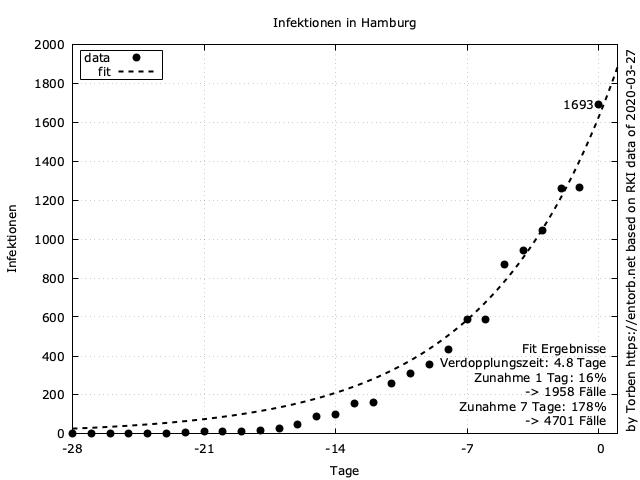 Infektionen in Hamburg
data
fit
2000
1800
1600
1400
1200
1000
800
600
400
200
0
Infektionen
1693
Fit Ergebnisse
Verdopplungszeit: 4.8 Tage
Zunahme 1 Tag: 16%
-> 1958 Fälle
Zunahme 7 Tage: 178%
-> 4701 Fälle
-28
-21
-14
-7
0
Tage
by Torben https://entorb.net based on RKI data of 2020-03-27